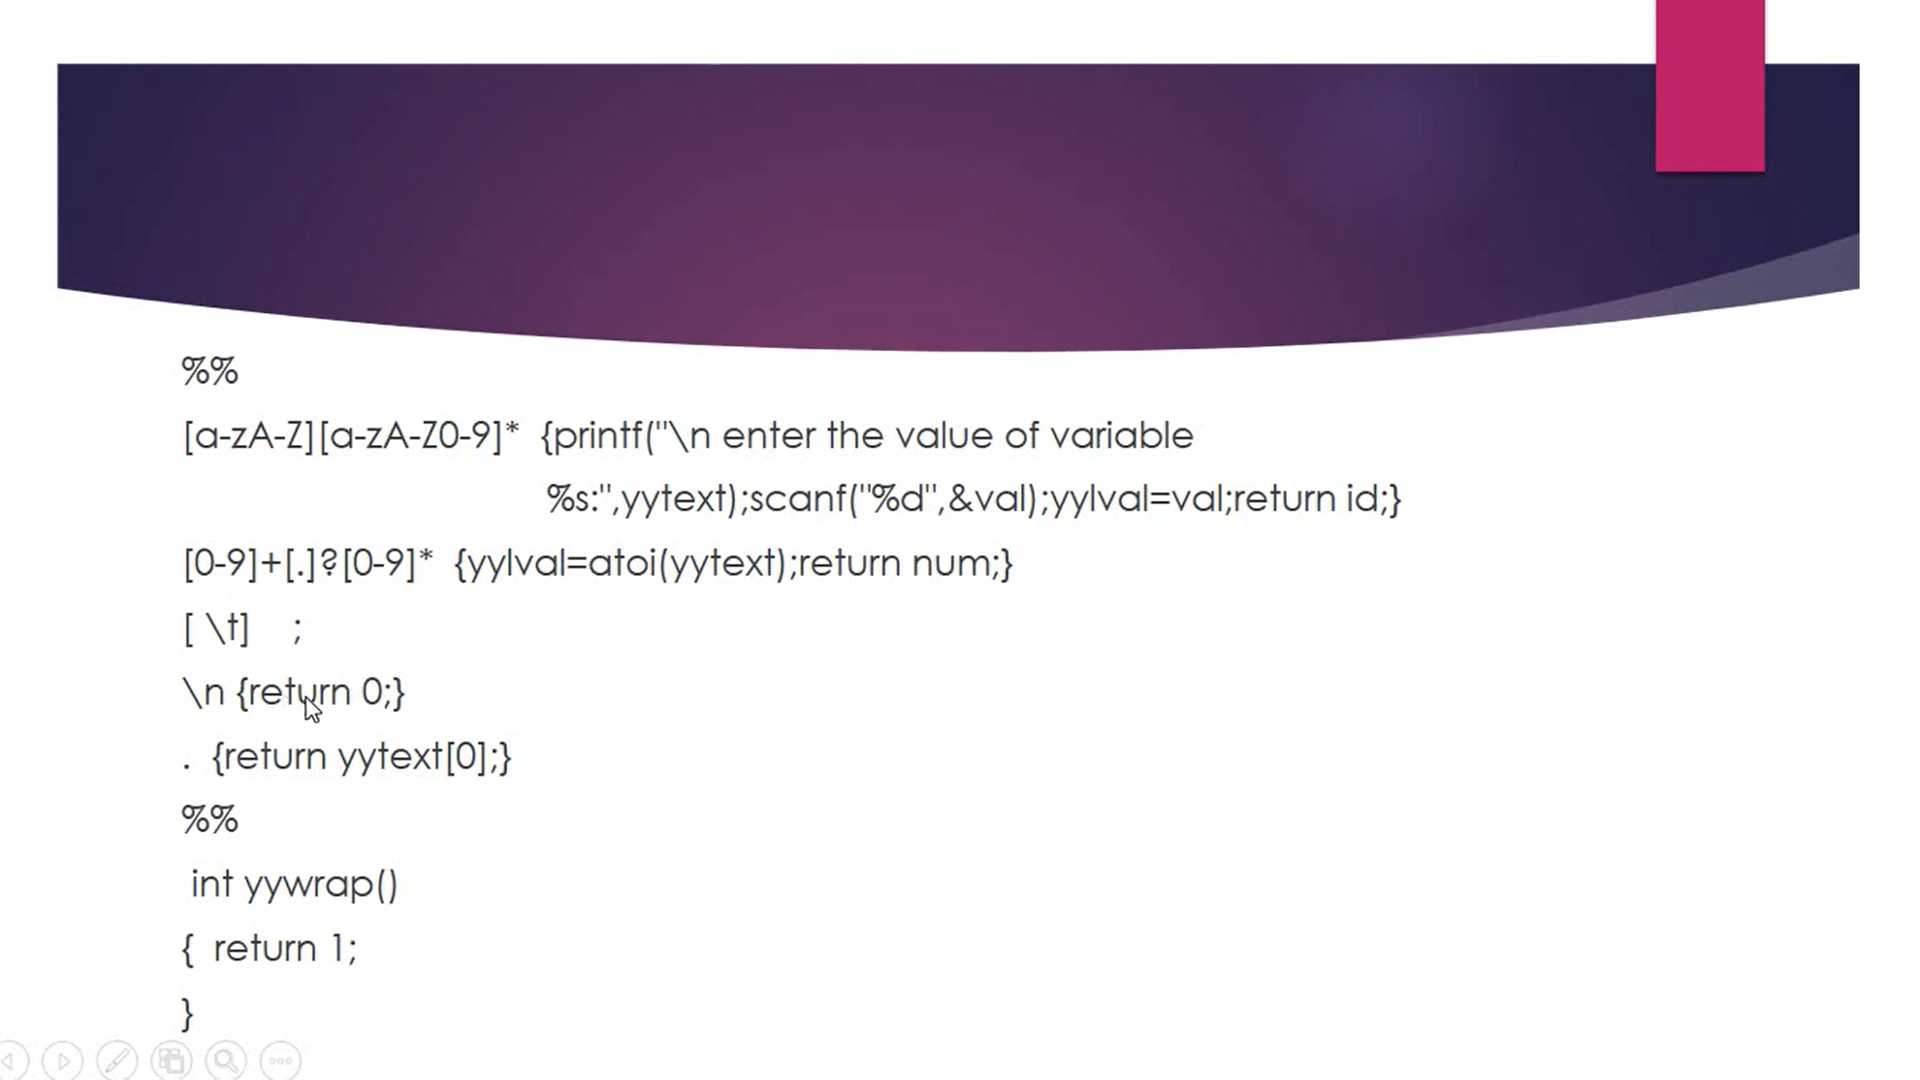 %%
[a-zA-Z][a-zA-Z0-9]* {printf("\n enter the value of variable
%s:",yytext);scanf("%d",&val);yylval=val;return id;}
[0-9]+[.]?[0-9]* {yylval=atoi(yytext);return num;}
[ \t] ;
\n {return 0;}
. {return yytext[0];}
%%
int yywrap()
{ return 1;
}